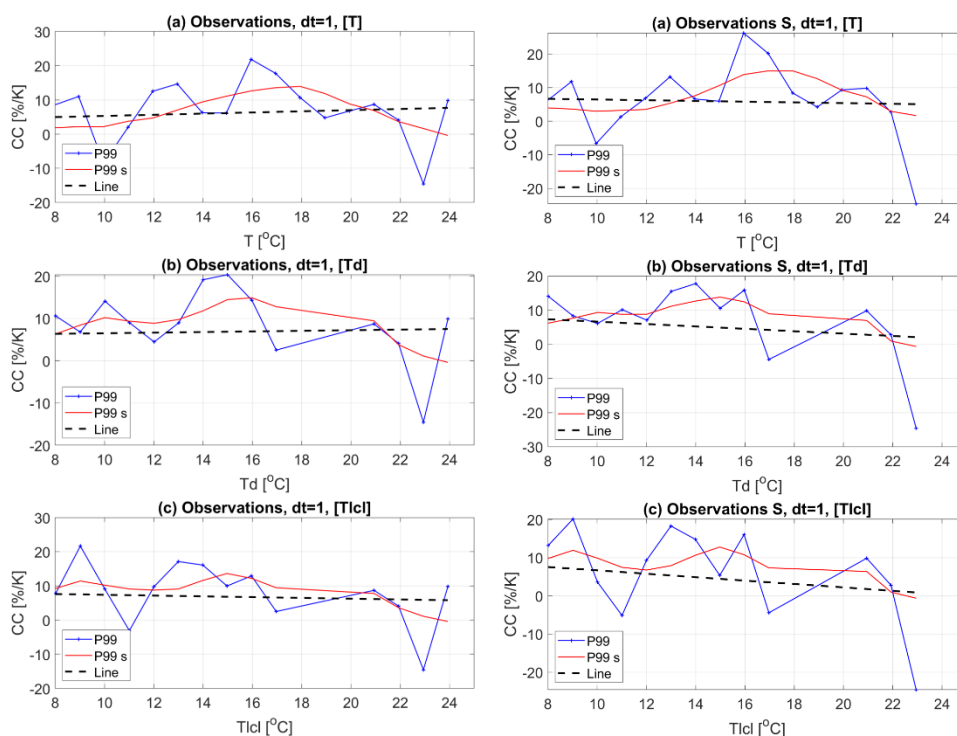 (a) Observations, dt=1, [T]
30
20
10
0
-10
-20
CC [%/K]
P99
P99 s
Line
8 10 12 14 16 18 20 22 24
T [°C]
(a) Observations S, dt=1, [T]
20
10
0
-10
-20
CC [%/K]
P99
P99 s
Line
8 10 12 14 16 18 20 22 24
T [°C]
(b) Observations, dt=1, [Td]
20
10
0
-10
-20
CC [%/K]
P99
P99 s
Line
8 10 12 14 16 18 20 22 24
Td [°C]
(b) Observations S, dt=1, [Td]
20
10
0
-10
-20
-30
CC [%/K]
P99
P99 s
Line
8 10 12 14 16 18 20 22 24
Td [°C]
(c) Observations, dt=1, [Tlcl]
30
20
10
0
-10
-20
CC [%/K]
P99
P99 s
Line
8 10 12 14 16 18 20 22 24
Tlcl [°C]
(c) Observations S, dt=1, [Tlcl]
20
10
0
-10
-20
CC [%/K]
P99
P99 s
Line
8 10 12 14 16 18 20 22 24
Tlcl [°C]